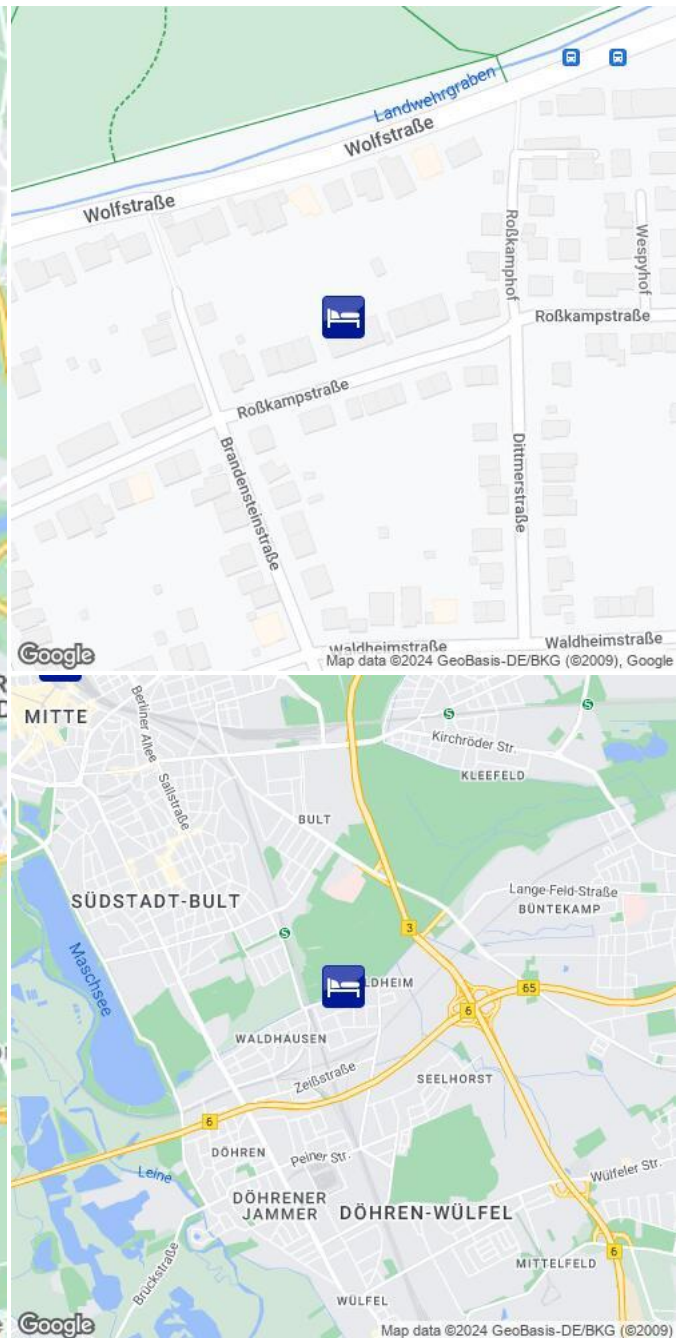 Landwehrgraben
Wolfstraße
Wolfstraße
Roßkamphof
Wespyhof
Roßkampstraße
Roßkampstraße
Brandensteinstraße
Dittmerstraße
Waldheimstraße
Waldheimstraße
Google
Map data ©2024 GeoBasis-DE/BKG (©2009), Google
MITTE
Berliner Allee
Sallstraße
S
S
Kirchröder Str.
KLEEFELD
BULT
SÜDSTADT-BULT
Lange-Feld-Straße
BÜNTEKAMP
3
S
Maschsee
LDHEIM
65
6
WALDHAUSEN
Zeißstraße
SEELHORST
6
DÖHREN
Peiner Str.
Leine
DÖHRENER
JAMMER
DÖHREN-WÜLFEL
Wülfeler Str.
6
MITTELFELD
Brückstraße
WÜLFEL
Google
Map data ©2024 GeoBasis-DE/BKG (©2009)